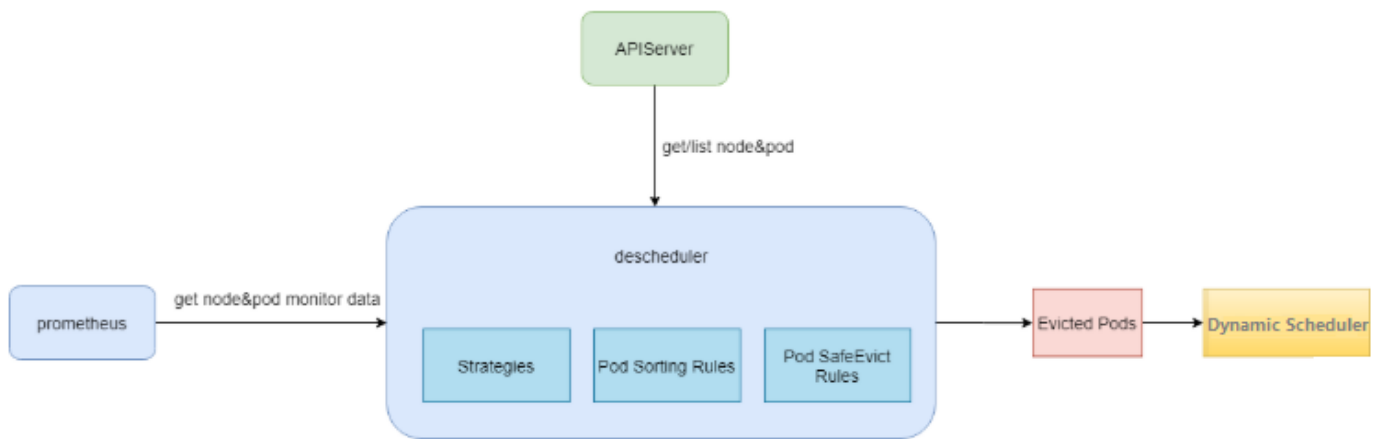 APIServer
get/list node&pod
descheduler
get node&pod monitor data
prometheus
Strategies
Pod Sorting Rules
Pod SafeEvict
Rules
Evicted Pods
Dynamic Scheduler